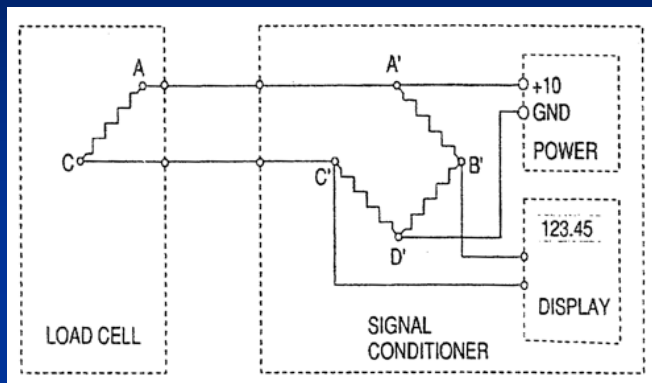 A
A'
+10
GND
POWER
C
C'
B'
D'
123.45
DISPLAY
LOAD CELL
SIGNAL
CONDITIONER